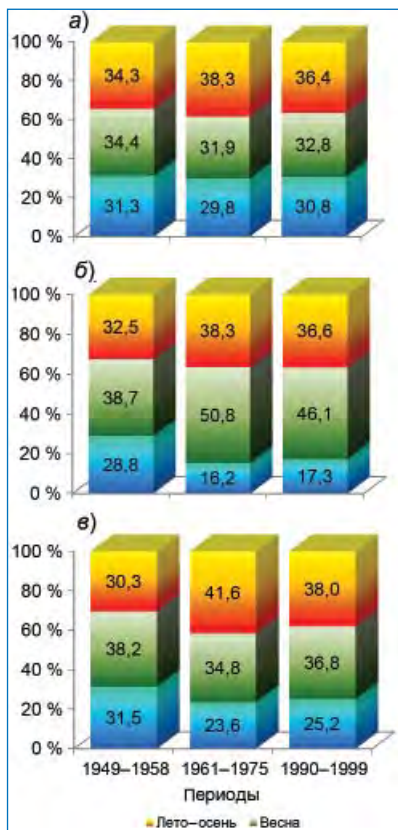 а)
100 %
80 %
60 %
40 %
20 %
0 %
34,3 38,3 36,4
34,4 31,9 32,8
31,3 29,8 30,8
б)
100 %
80 %
60 %
40 %
20 %
0 %
32,5 38,3 36,6
38,7 50,8 46,1
28,8 16,2 17,3
в)
100 %
80 %
60 %
40 %
20 %
0 %
30,3 41,6 38,0
38,2 34,8 36,8
31,5 23,6 25,2
1949–1958 1961–1975 1990–1999
Периоды
Лето–осень Весна